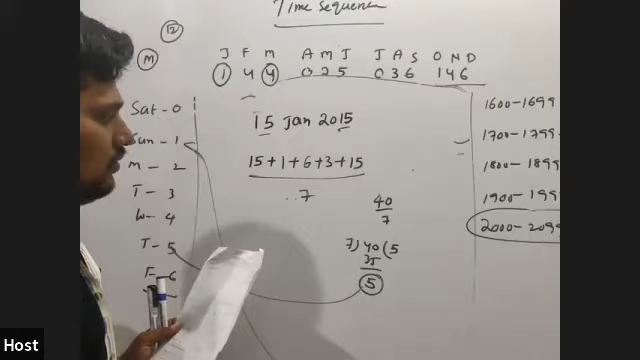 Time Sequence
12
M
J F M A M J J A S O N D
1 4 4 0 2 5 0 3 6 1 4 6
Sat - 0
Sun - 1
M - 2
T - 3
W - 4
T - 5
F - 6
15 Jan 2015
15 + 1 + 6 + 3 + 15
7
40
7
7) 40 (5
35
5
1600 - 1699
1700 - 1799
1800 - 1899
1900 - 199
2000 - 2099
Host